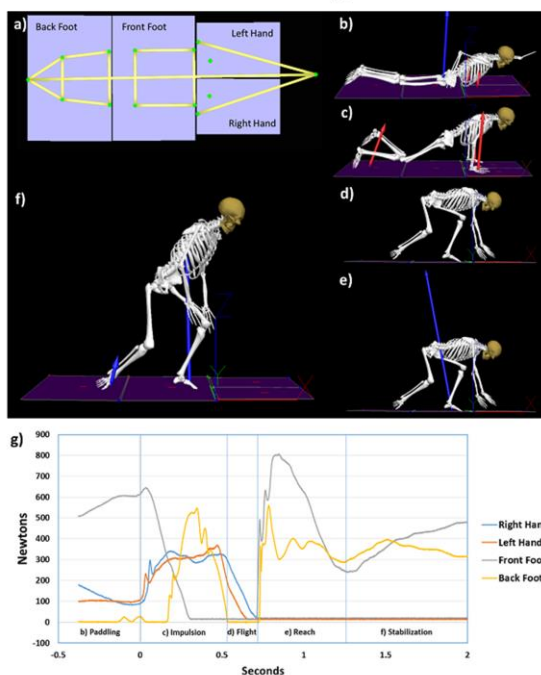 a)
Back Foot
Front Foot
Left Hand
Right Hand
b)
c)
d)
e)
f)
g)
Newtons
900
800
700
600
500
400
300
200
100
0
-100
b) Paddling
c) Impulsion
d) Flight
e) Reach
f) Stabilization
-0.5
0
0.5
1
1.5
2
Seconds
Right Han
Left Hand
Front Foo
Back Foot